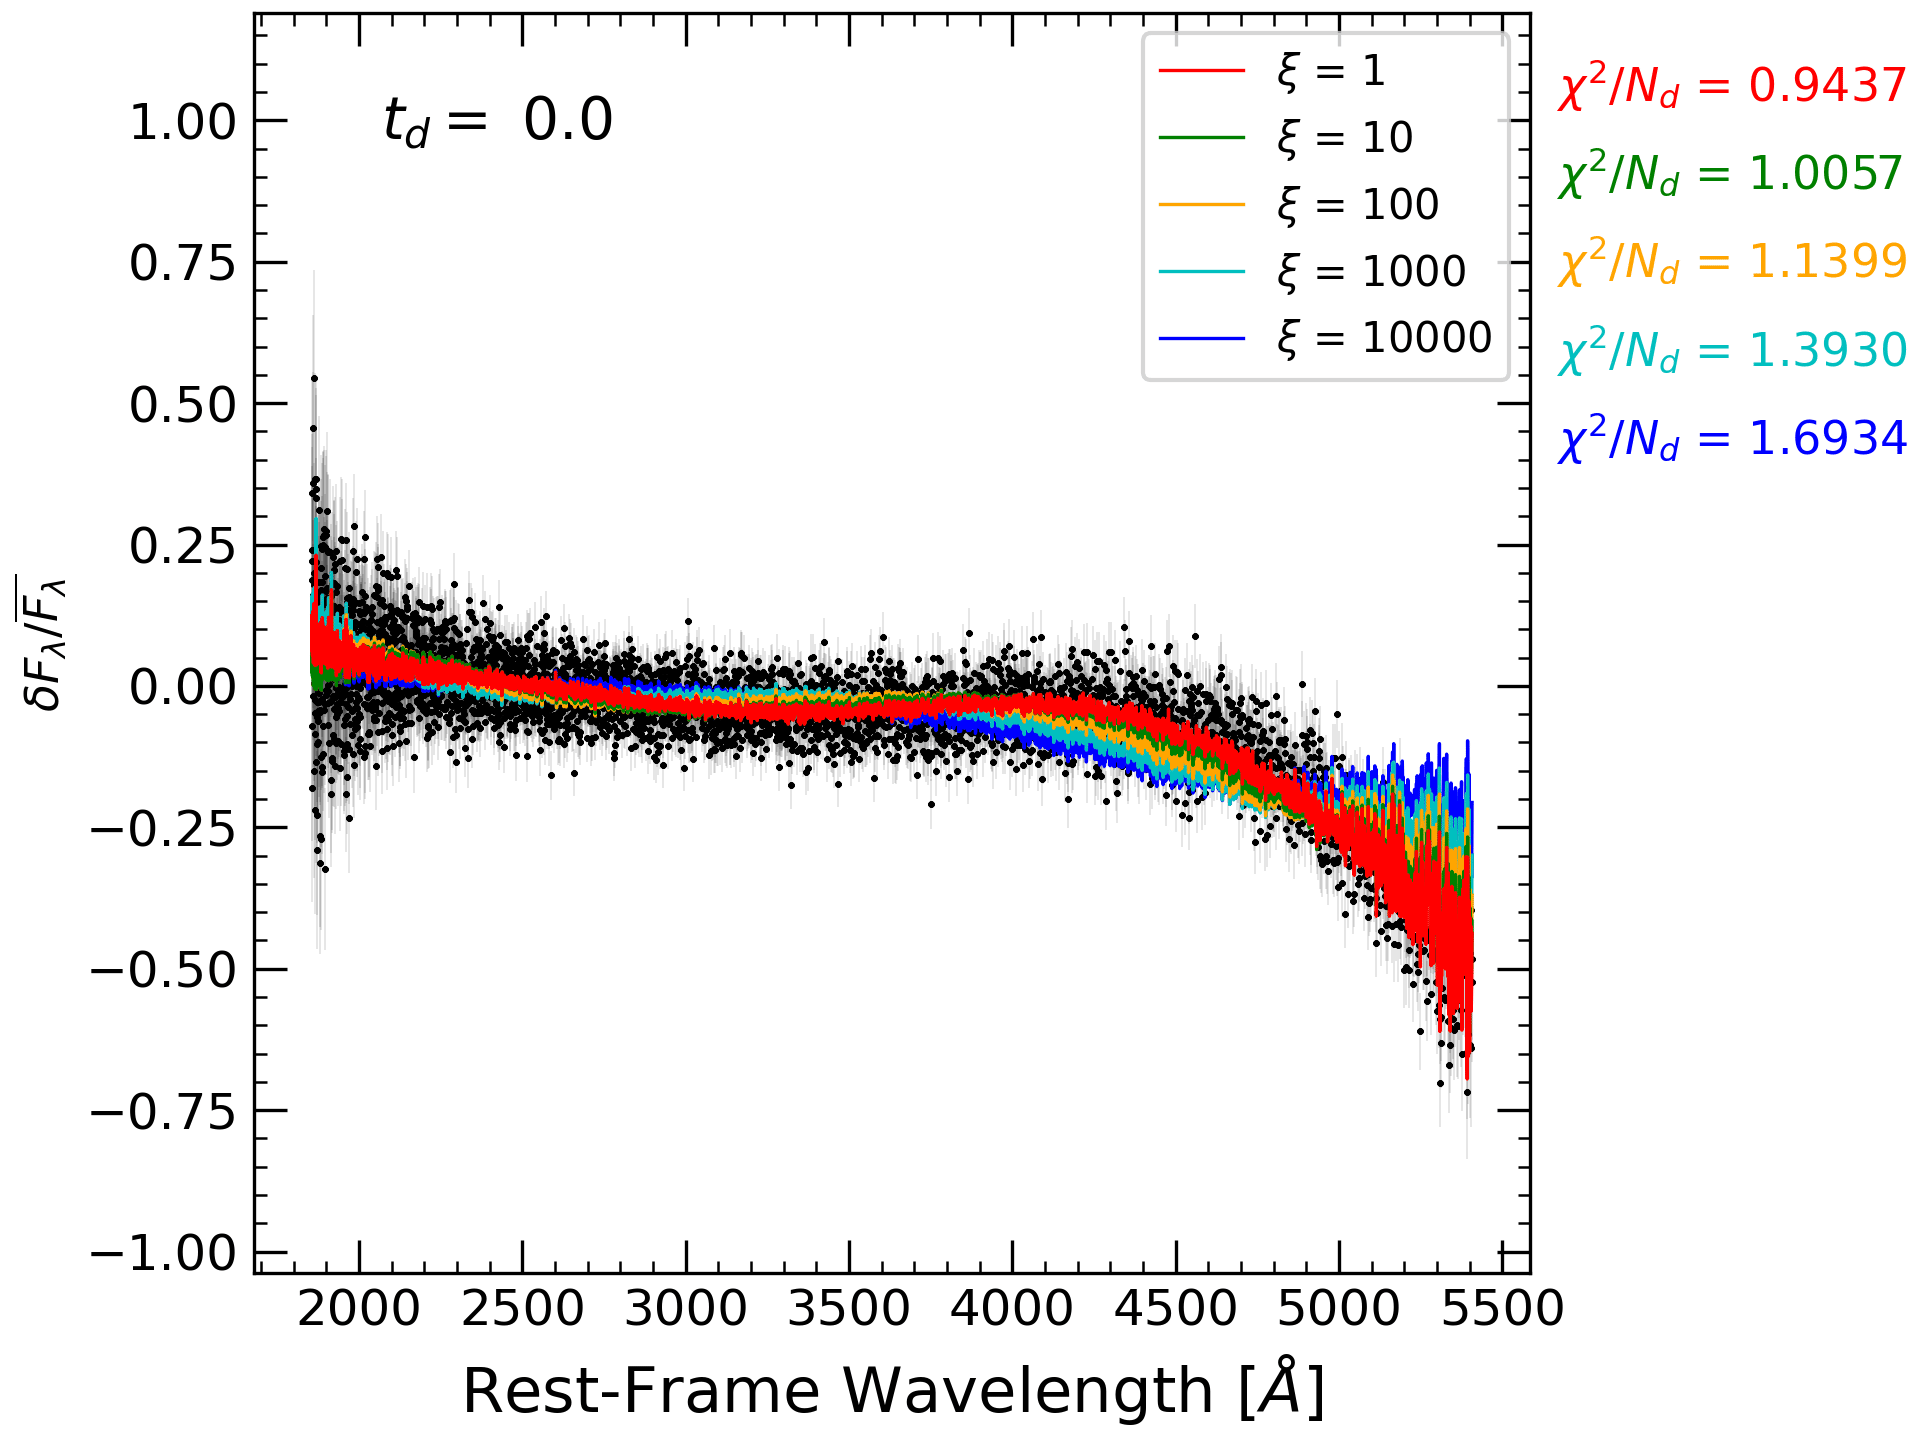 t_d = 0.0
ξ = 1
ξ = 10
ξ = 100
ξ = 1000
ξ = 10000
χ²/N_d = 0.9437
χ²/N_d = 1.0057
χ²/N_d = 1.1399
χ²/N_d = 1.3930
χ²/N_d = 1.6934
1.00
0.75
0.50
0.25
0.00
−0.25
−0.50
−0.75
−1.00
δF_λ/F̅_λ
2000 2500 3000 3500 4000 4500 5000 5500
Rest-Frame Wavelength [Å]